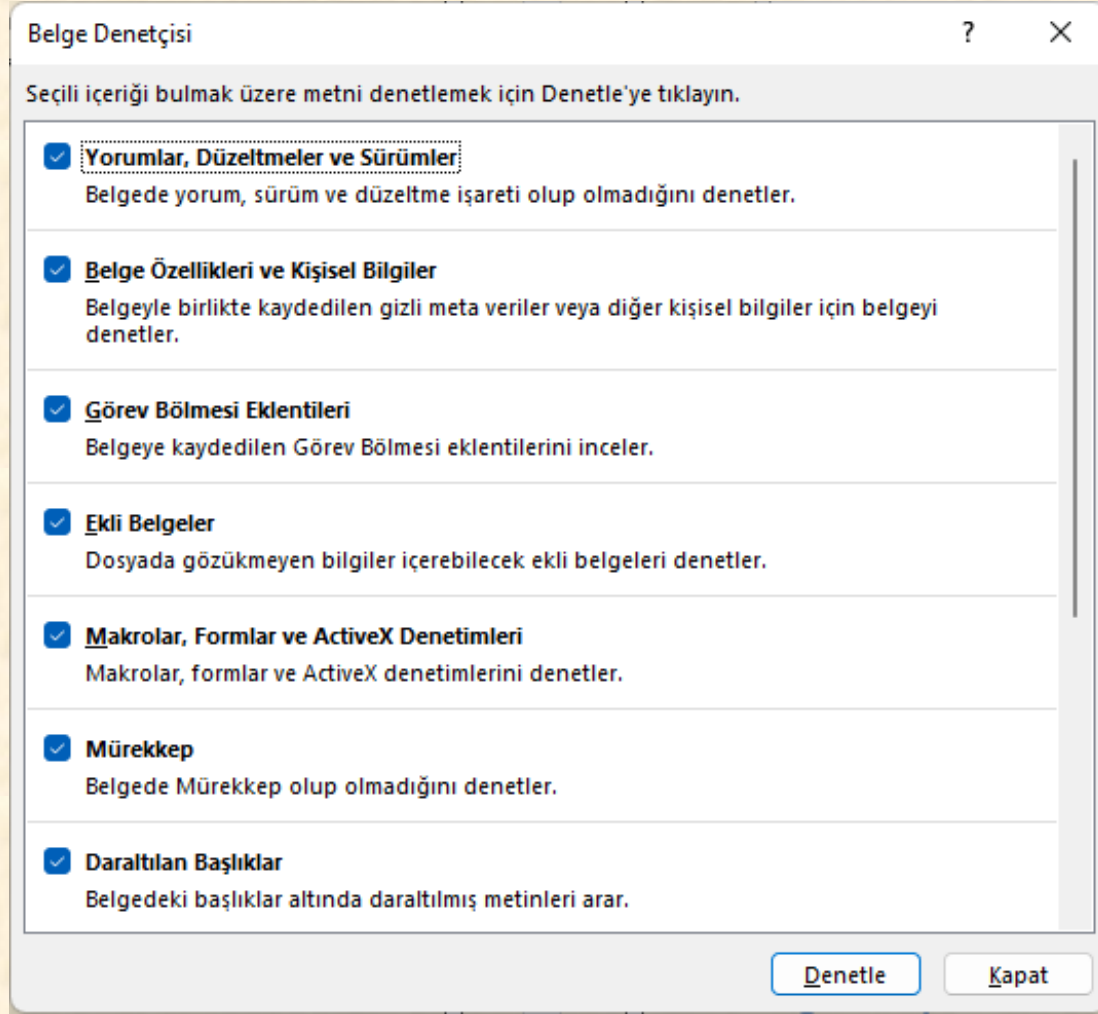 Belge Denetçisi
Seçili içeriği bulmak üzere metni denetlemek için Denetle'ye tıklayın.
Yorumlar, Düzeltmeler ve Sürümler
Belgede yorum, sürüm ve düzeltme işareti olup olmadığını denetler.
Belge Özellikleri ve Kişisel Bilgiler
Belgeyle birlikte kaydedilen gizli meta veriler veya diğer kişisel bilgiler için belgeyi
denetler.
Görev Bölmesi Eklentileri
Belgeye kaydedilen Görev Bölmesi eklentilerini inceler.
Ekli Belgeler
Dosyada gözükmeyen bilgiler içerebilecek ekli belgeleri denetler.
Makrolar, Formlar ve ActiveX Denetimleri
Makrolar, formlar ve ActiveX denetimlerini denetler.
Mürekkep
Belgede Mürekkep olup olmadığını denetler.
Daraltılan Başlıklar
Belgedeki başlıklar altında daraltılmış metinleri arar.
Denetle Kapat